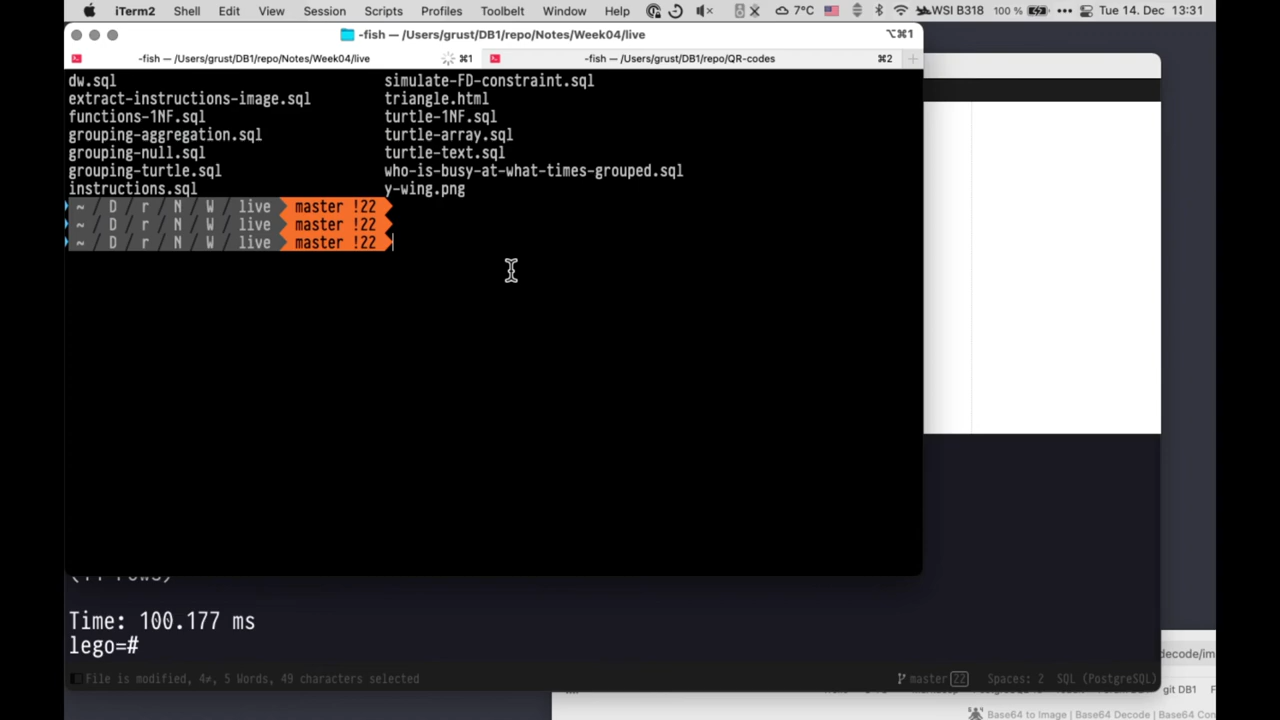 iTerm2 Shell Edit View Session Scripts Profiles Toolbelt Window Help 7°C WSI B318 100 % Tue 14. Dec 13:31
-fish — /Users/grust/DB1/repo/Notes/Week04/live ⌥⌘1
-fish — /Users/grust/DB1/repo/Notes/Week04/live ⌘1 -fish — /Users/grust/DB1/repo/QR-codes ⌘2
dw.sql simulate-FD-constraint.sql
extract-instructions-image.sql triangle.html
functions-1NF.sql turtle-1NF.sql
grouping-aggregation.sql turtle-array.sql
grouping-null.sql turtle-text.sql
grouping-turtle.sql who-is-busy-at-what-times-grouped.sql
instructions.sql y-wing.png
~ / D / r / N / W / live master !22
~ / D / r / N / W / live master !22
~ / D / r / N / W / live master !22
Time: 100.177 ms
lego=#
decode/im
File is modified, 4≠, 5 Words, 49 characters selected master 22 Spaces: 2 SQL (PostgreSQL)
git DB1
Base64 to Image | Base64 Decode | Base64 Con